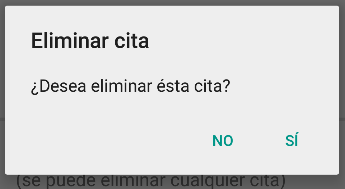 Eliminar cita
¿Desea eliminar ésta cita?
NO SÍ
(se puede eliminar cualquier cita)